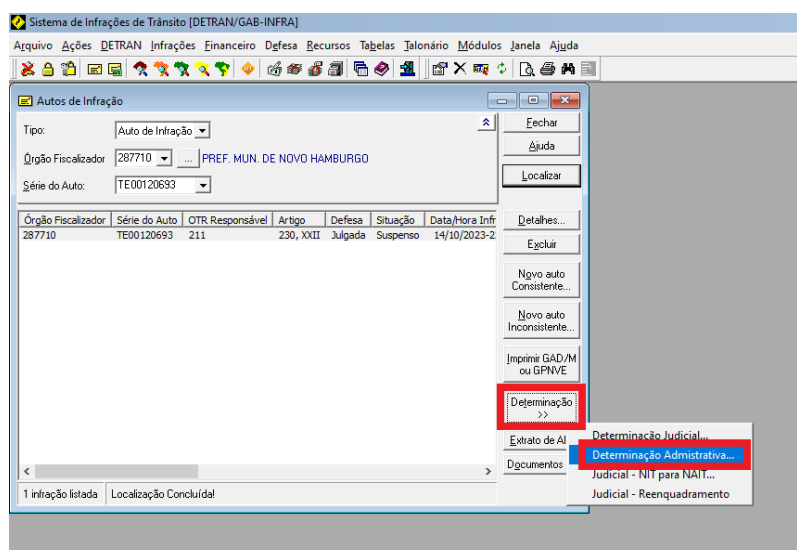 Sistema de Infrações de Trânsito [DETRAN/GAB-INFRA]
Arquivo Ações DETRAN Infrações Einanceiro Defesa Recursos Tabelas Talonário Módulos Janela Ajuda
Autos de Infração
Tipo: Auto de Infração
Órgão Fiscalizador 287710 ... PREF. MUN. DE NOVO HAMBURGO
Série do Auto: TE00120693
Fechar
Ajuda
Localizar
Órgão Fiscalizador Série do Auto OTR Responsável Artigo Defesa Situação Data/Hora Infr
287710 TE00120693 211 230, XXII Julgada Suspenso 14/10/2023-2
Detalhes...
Excluir
Novo auto
Consistente...
Novo auto
Inconsistente...
Imprimir GAD/M
ou GPNVE
Determinação
>>
Extrato de AI
Documentos
Determinação Judicial...
Determinação Admistrativa...
Judicial - NIT para NAIT...
Judicial - Reenquadramento
1 infração listada Localização Concluída!